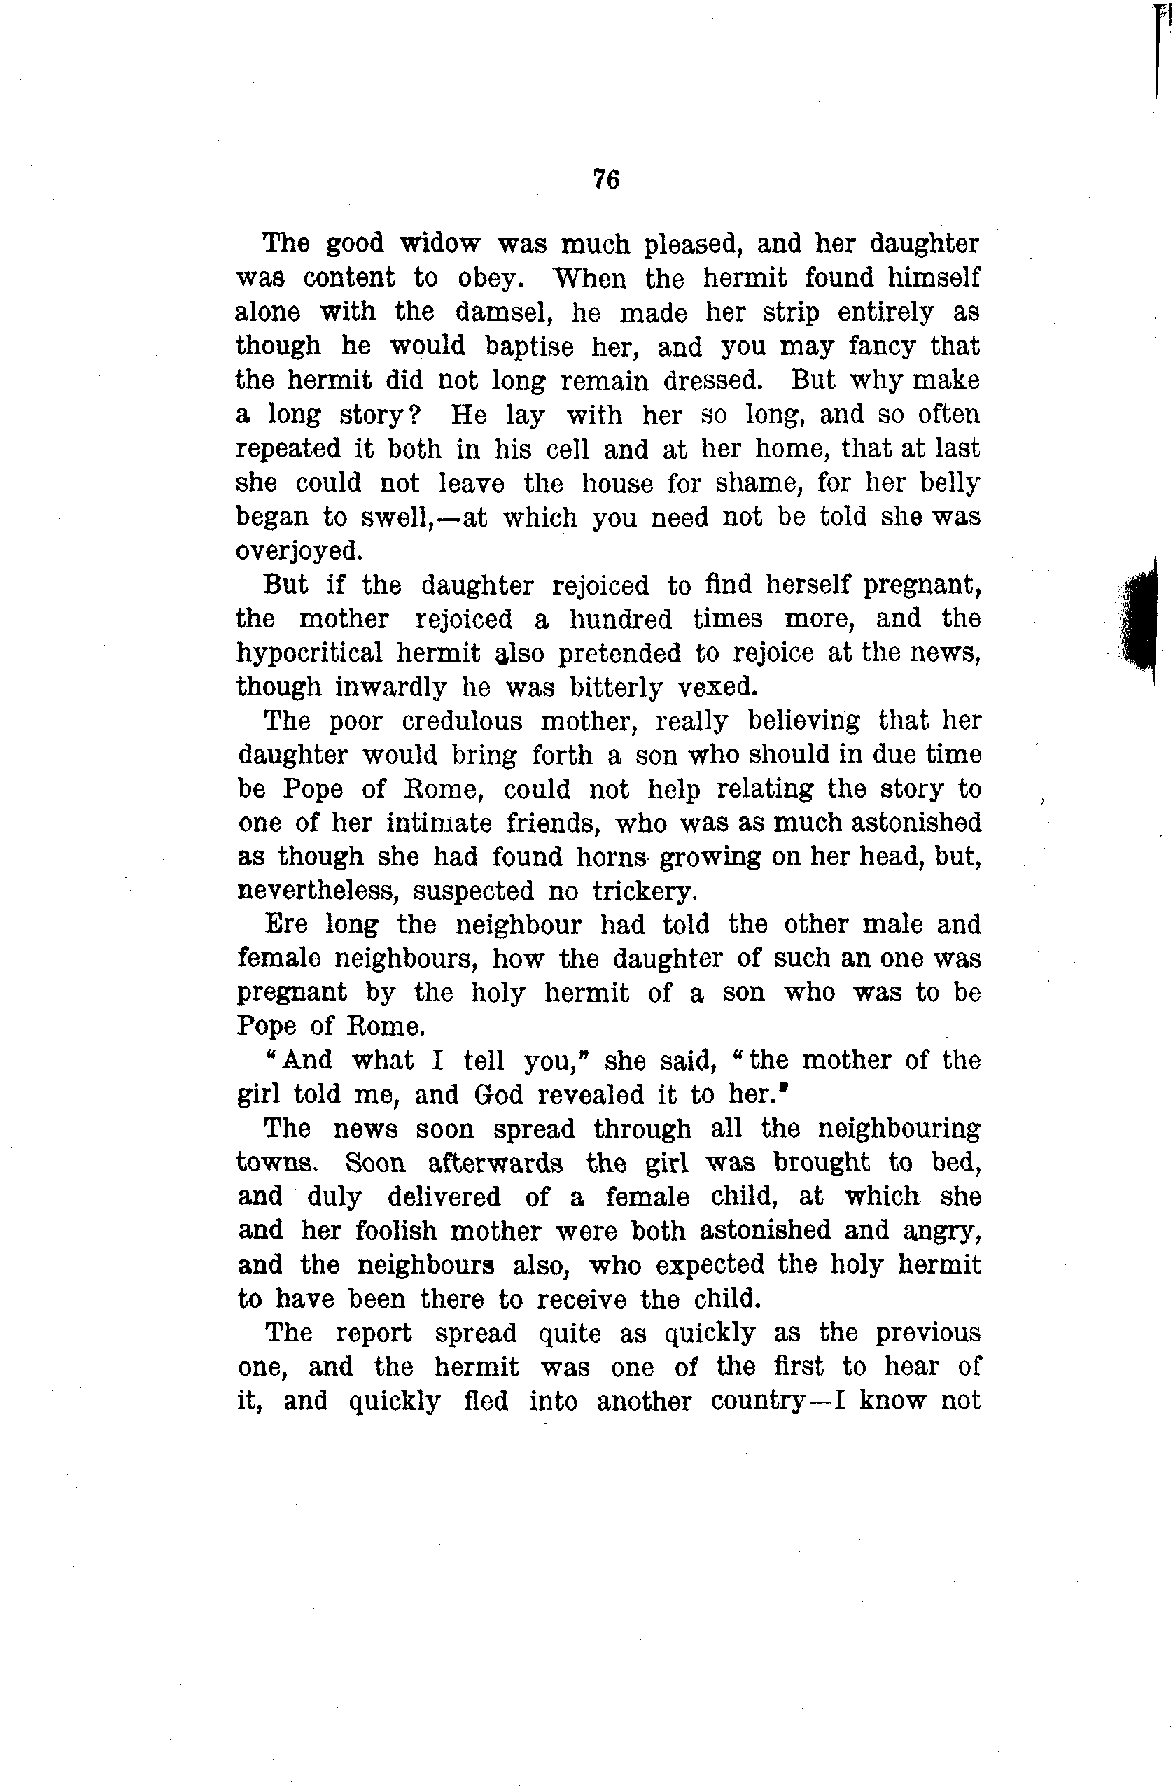 76
The good widow was much pleased, and her daughter
was content to obey. When the hermit found himself
alone with the damsel, he made her strip entirely as
though he would baptise her, and you may fancy that
the hermit did not long remain dressed. But why make
a long story? He lay with her so long, and so often
repeated it both in his cell and at her home, that at last
she could not leave the house for shame, for her belly
began to swell,—at which you need not be told she was
overjoyed.
But if the daughter rejoiced to find herself pregnant,
the mother rejoiced a hundred times more, and the
hypocritical hermit also pretended to rejoice at the news,
though inwardly he was bitterly vexed.
The poor credulous mother, really believing that her
daughter would bring forth a son who should in due time
be Pope of Rome, could not help relating the story to
one of her intimate friends, who was as much astonished
as though she had found horns growing on her head, but,
nevertheless, suspected no trickery.
Ere long the neighbour had told the other male and
female neighbours, how the daughter of such an one was
pregnant by the holy hermit of a son who was to be
Pope of Rome.
“And what I tell you,” she said, “the mother of the
girl told me, and God revealed it to her.”
The news soon spread through all the neighbouring
towns. Soon afterwards the girl was brought to bed,
and duly delivered of a female child, at which she
and her foolish mother were both astonished and angry,
and the neighbours also, who expected the holy hermit
to have been there to receive the child.
The report spread quite as quickly as the previous
one, and the hermit was one of the first to hear of
it, and quickly fled into another country—I know not